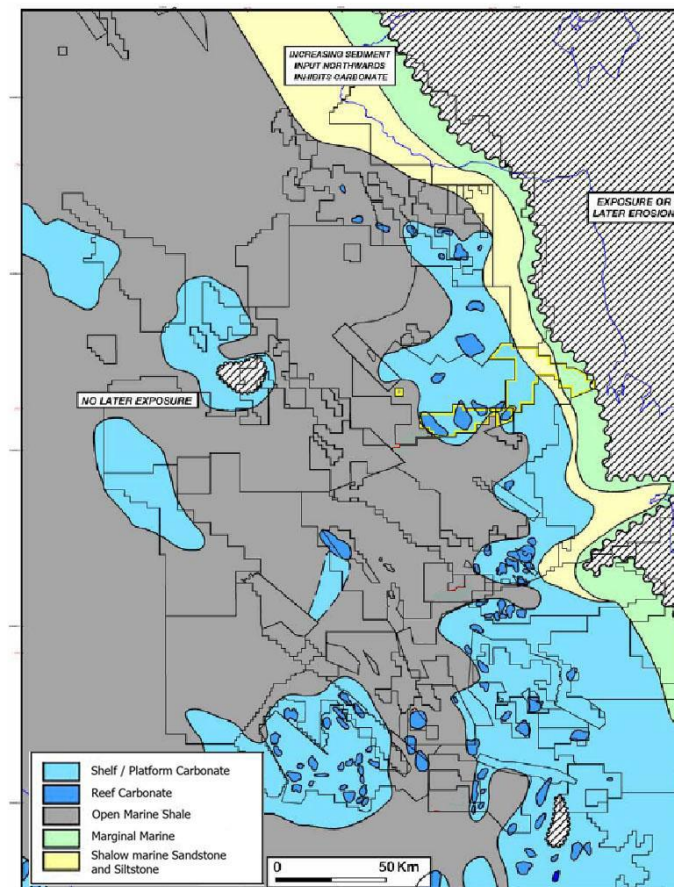 INCREASING SEDIMENT
INPUT NORTHWARDS
INHIBITS CARBONATE
EXPOSURE OR
LATER EROSION
NO LATER EXPOSURE
Shelf / Platform Carbonate
Reef Carbonate
Open Marine Shale
Marginal Marine
Shalow marine Sandstone
and Siltstone
0 50 Km